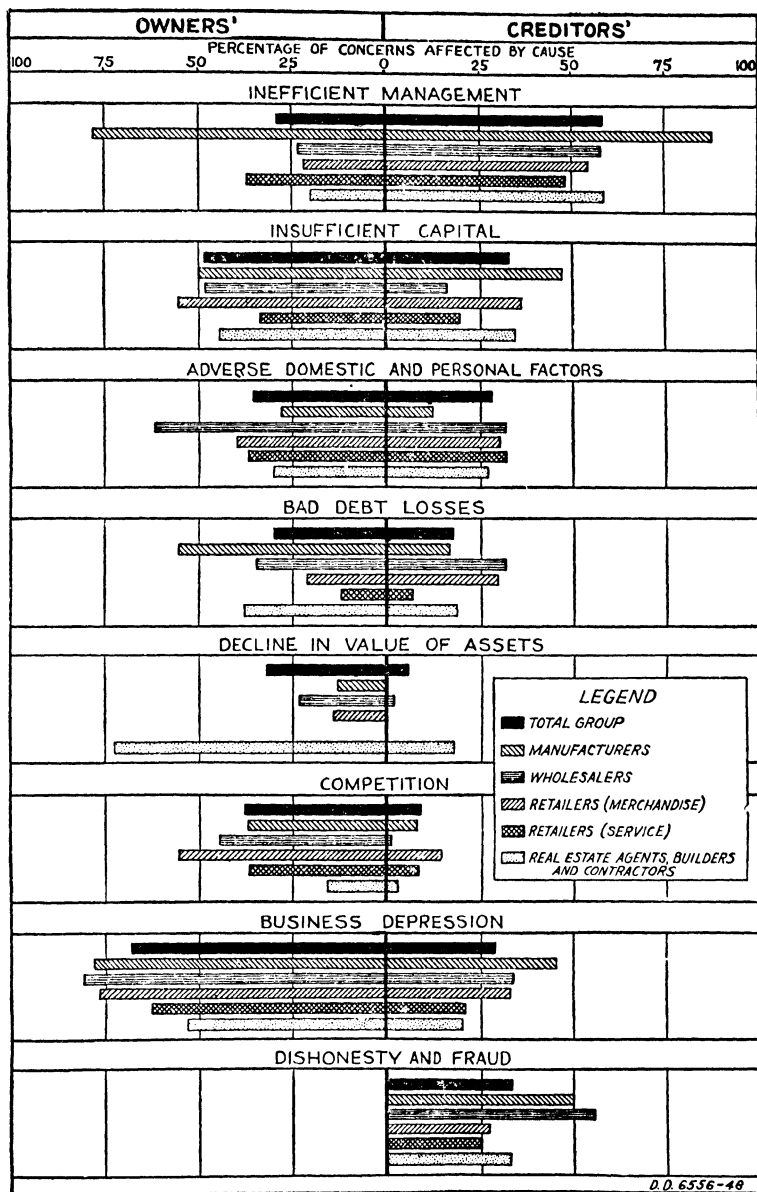 OWNERS' CREDITORS'
PERCENTAGE OF CONCERNS AFFECTED BY CAUSE
100 75 50 25 0 25 50 75 100
INEFFICIENT MANAGEMENT
INSUFFICIENT CAPITAL
ADVERSE DOMESTIC AND PERSONAL FACTORS
BAD DEBT LOSSES
DECLINE IN VALUE OF ASSETS
LEGEND
TOTAL GROUP
MANUFACTURERS
WHOLESALERS
RETAILERS (MERCHANDISE)
RETAILERS (SERVICE)
REAL ESTATE AGENTS, BUILDERS
AND CONTRACTORS
COMPETITION
BUSINESS DEPRESSION
DISHONESTY AND FRAUD
D.D. 6556-48